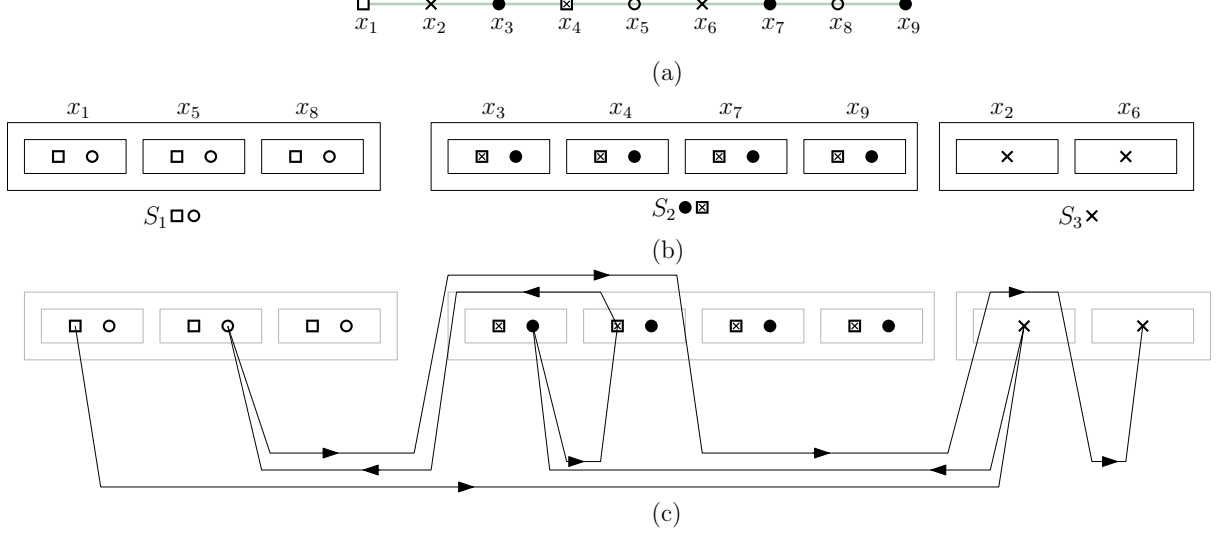 x₁ x₂ x₃ x₄ x₅ x₆ x₇ x₈ x₉
(a)
x₁ x₅ x₈ x₃ x₄ x₇ x₉ x₂ x₆
S₁ S₂ S₃
(b)
(c)